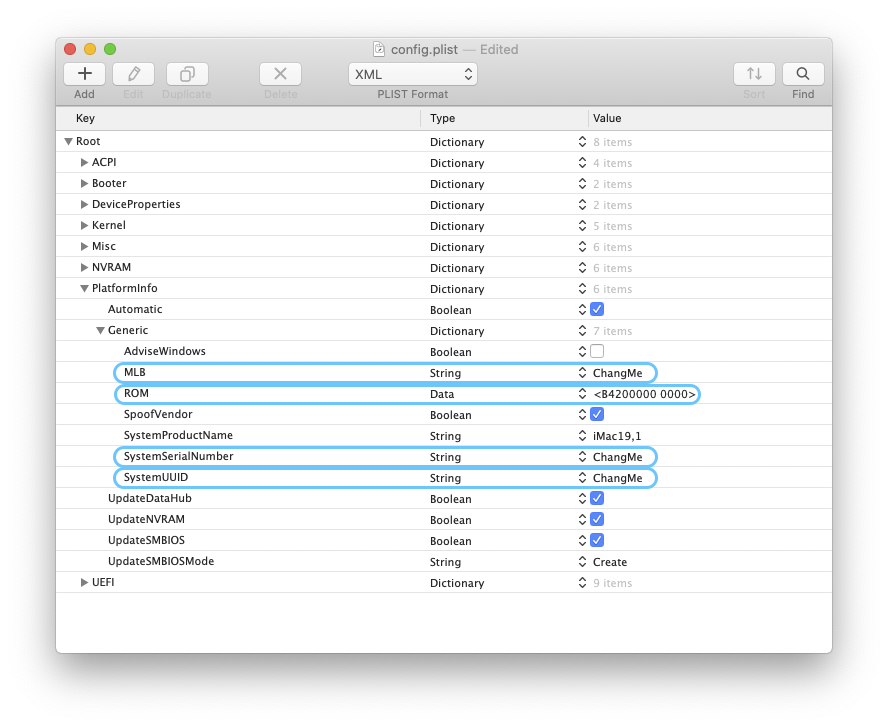 config.plist — Edited
Add Edit Duplicate Delete XML PLIST Format Sort Find
Key Type Value
Root Dictionary 8 items
ACPI Dictionary 4 items
Booter Dictionary 2 items
DeviceProperties Dictionary 2 items
Kernel Dictionary 5 items
Misc Dictionary 6 items
NVRAM Dictionary 6 items
PlatformInfo Dictionary 6 items
Automatic Boolean
Generic Dictionary 7 items
AdviseWindows Boolean
MLB String ChangMe
ROM Data <B4200000 0000>
SpoofVendor Boolean
SystemProductName String iMac19,1
SystemSerialNumber String ChangMe
SystemUUID String ChangMe
UpdateDataHub Boolean
UpdateNVRAM Boolean
UpdateSMBIOS Boolean
UpdateSMBIOSMode String Create
UEFI Dictionary 9 items